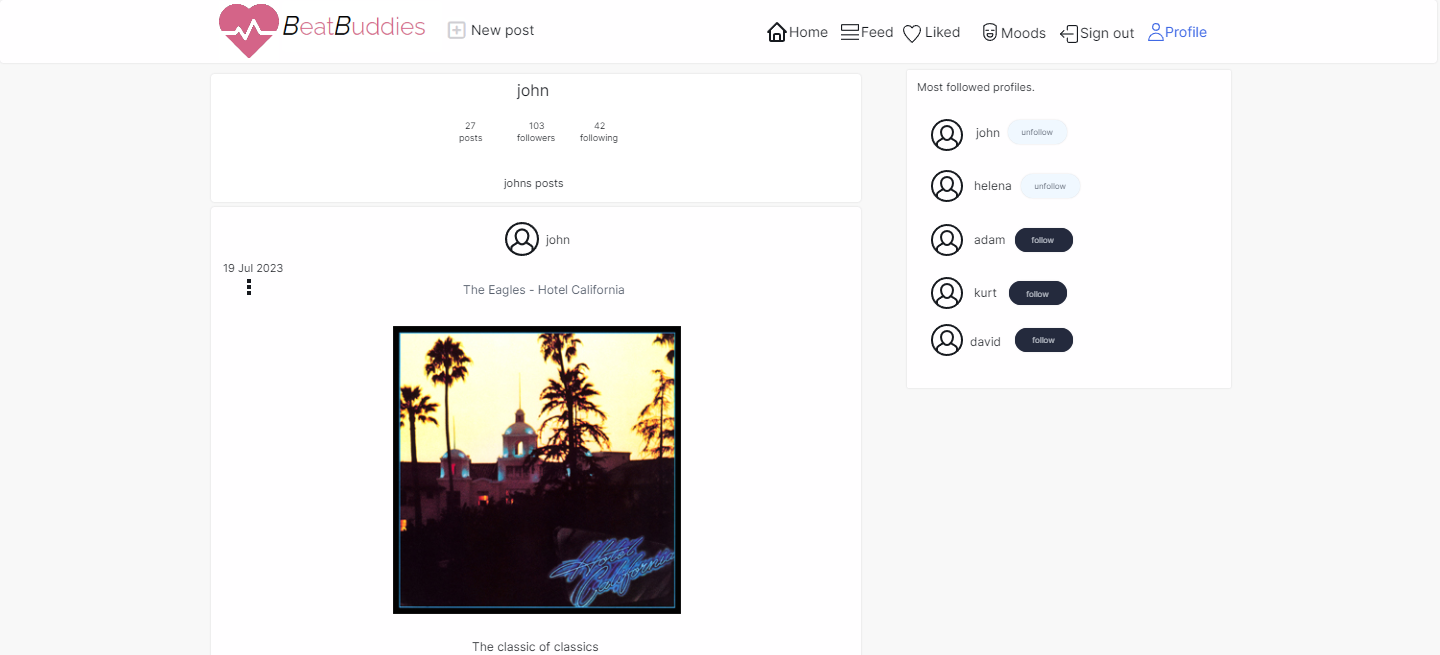 BeatBuddies
New post
Home
Feed
Liked
Moods
Sign out
Profile
john
27
posts
103
followers
42
following
johns posts
john
19 Jul 2023
The Eagles - Hotel California
Hotel
California
The classic of classics
Most followed profiles.
john
unfollow
helena
unfollow
adam
follow
kurt
follow
david
follow